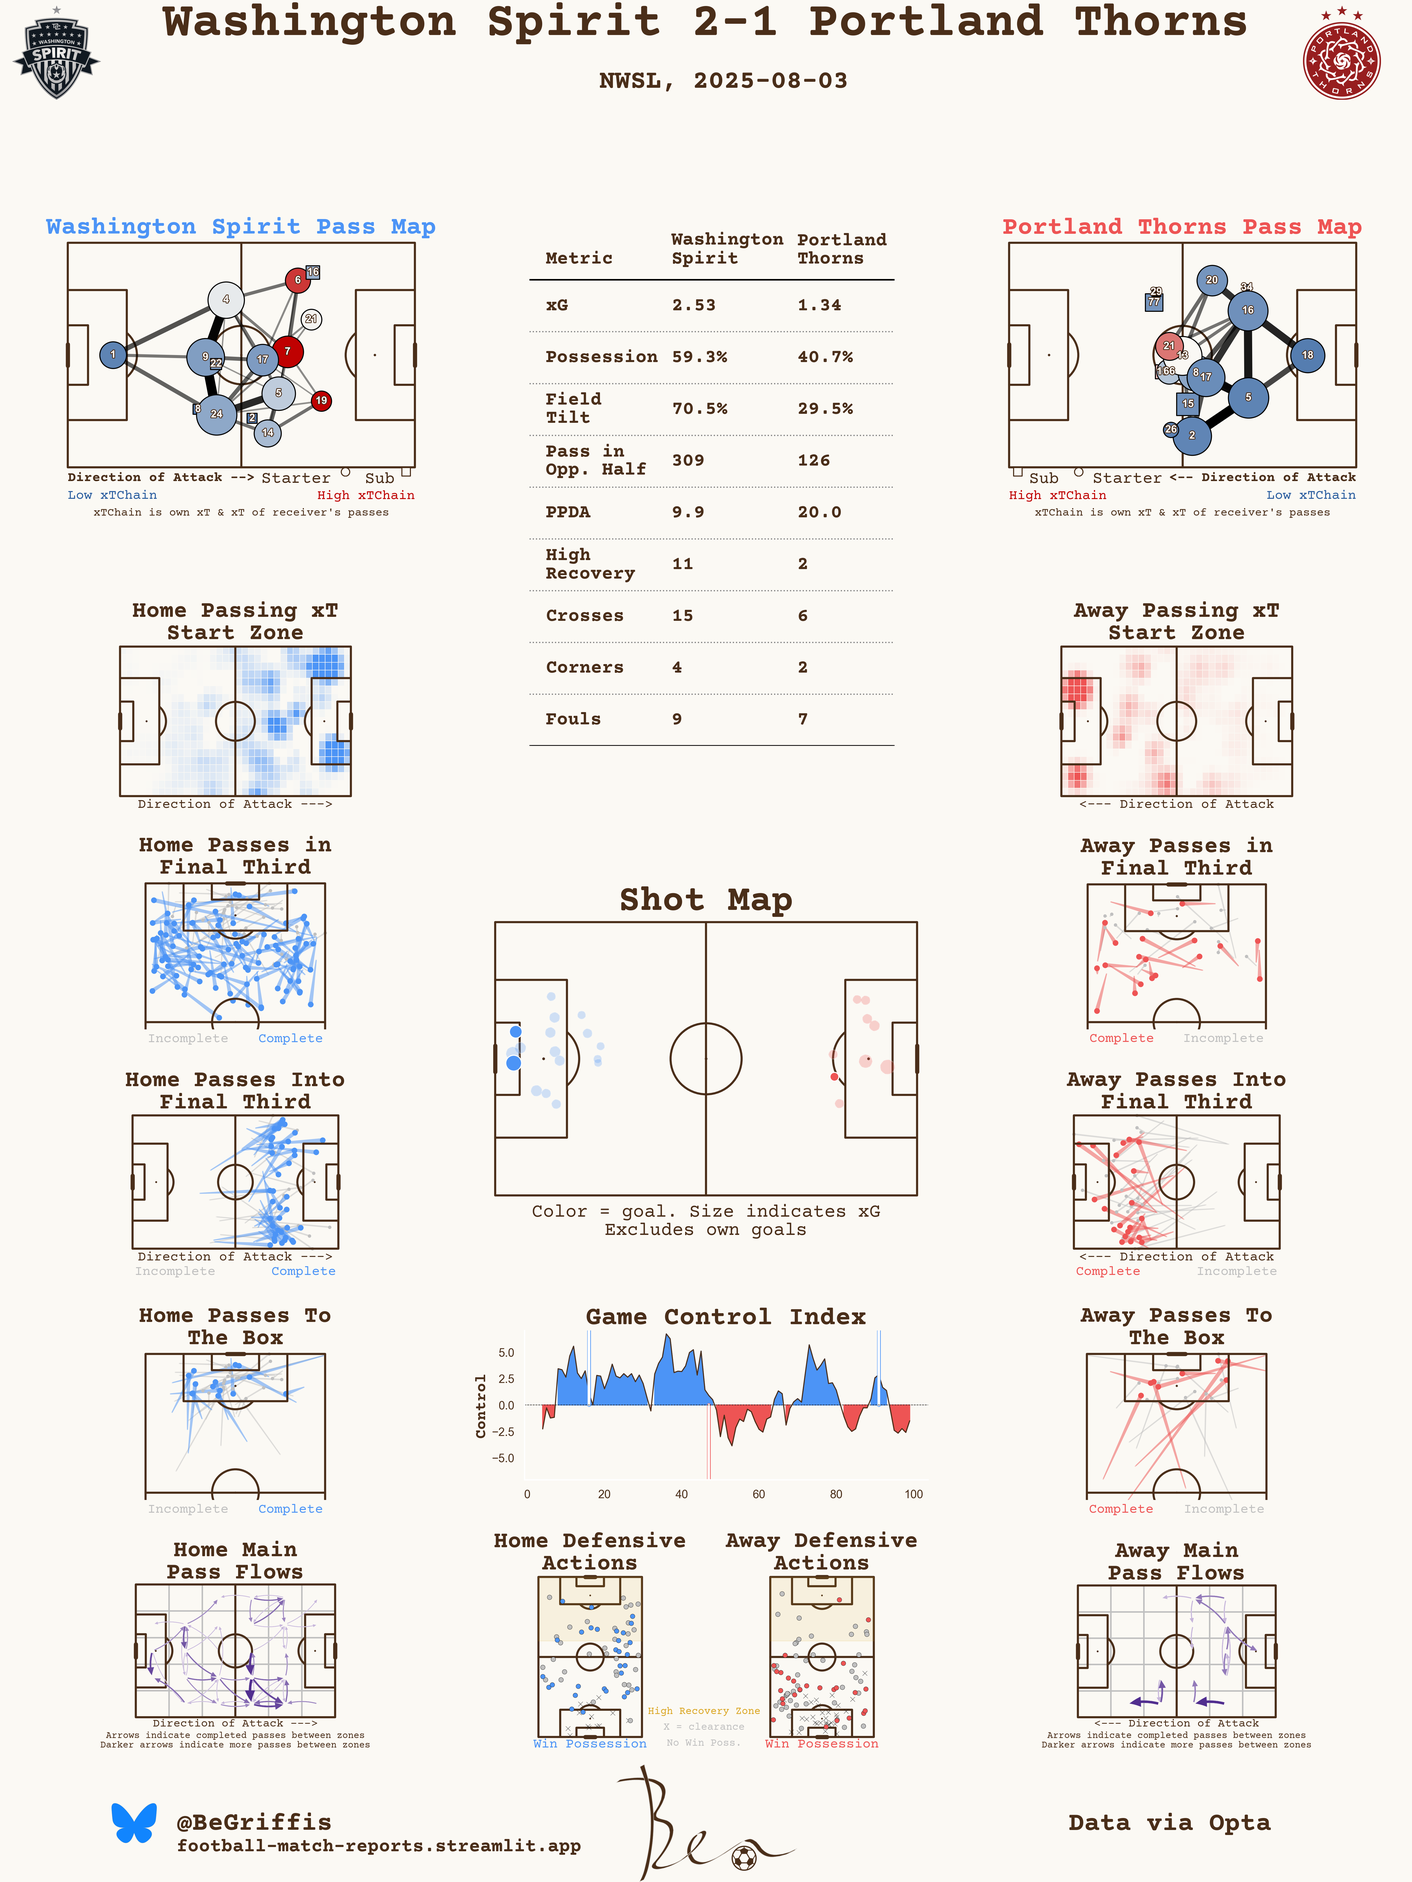 Washington Spirit 2-1 Portland Thorns
NWSL, 2025-08-03
WASHINGTON
SPIRIT
PORTLAND
THORNS
Washington Spirit Pass Map
4
6
16
21
1
9
22
17
7
5
19
8
24
2
14
Direction of Attack --> Starter Sub
Low xTChain High xTChain
xTChain is own xT & xT of receiver's passes
Metric Washington Spirit Portland Thorns
xG 2.53 1.34
Possession 59.3% 40.7%
Field Tilt 70.5% 29.5%
Pass in Opp. Half 309 126
PPDA 9.9 20.0
High Recovery 11 2
Crosses 15 6
Corners 4 2
Fouls 9 7
Portland Thorns Pass Map
20
29
77
34
16
21
13
18
8
17
15
5
26
2
Sub Starter <-- Direction of Attack
High xTChain Low xTChain
xTChain is own xT & xT of receiver's passes
Home Passing xT
Start Zone
Direction of Attack --->
Away Passing xT
Start Zone
<--- Direction of Attack
Home Passes in
Final Third
Incomplete Complete
Away Passes in
Final Third
Complete Incomplete
Shot Map
Color = goal. Size indicates xG
Excludes own goals
Home Passes Into
Final Third
Direction of Attack --->
Incomplete Complete
Away Passes Into
Final Third
<--- Direction of Attack
Complete Incomplete
Home Passes To
The Box
Incomplete Complete
Game Control Index
Control
5.0
2.5
0.0
−2.5
−5.0
0 20 40 60 80 100
Away Passes To
The Box
Complete Incomplete
Home Main
Pass Flows
Direction of Attack --->
Arrows indicate completed passes between zones
Darker arrows indicate more passes between zones
Home Defensive
Actions
Win Possession
Away Defensive
Actions
Win Possession
High Recovery Zone
X = clearance
No Win Poss.
Away Main
Pass Flows
<--- Direction of Attack
Arrows indicate completed passes between zones
Darker arrows indicate more passes between zones
@BeGriffis
football-match-reports.streamlit.app
Ben
Data via Opta